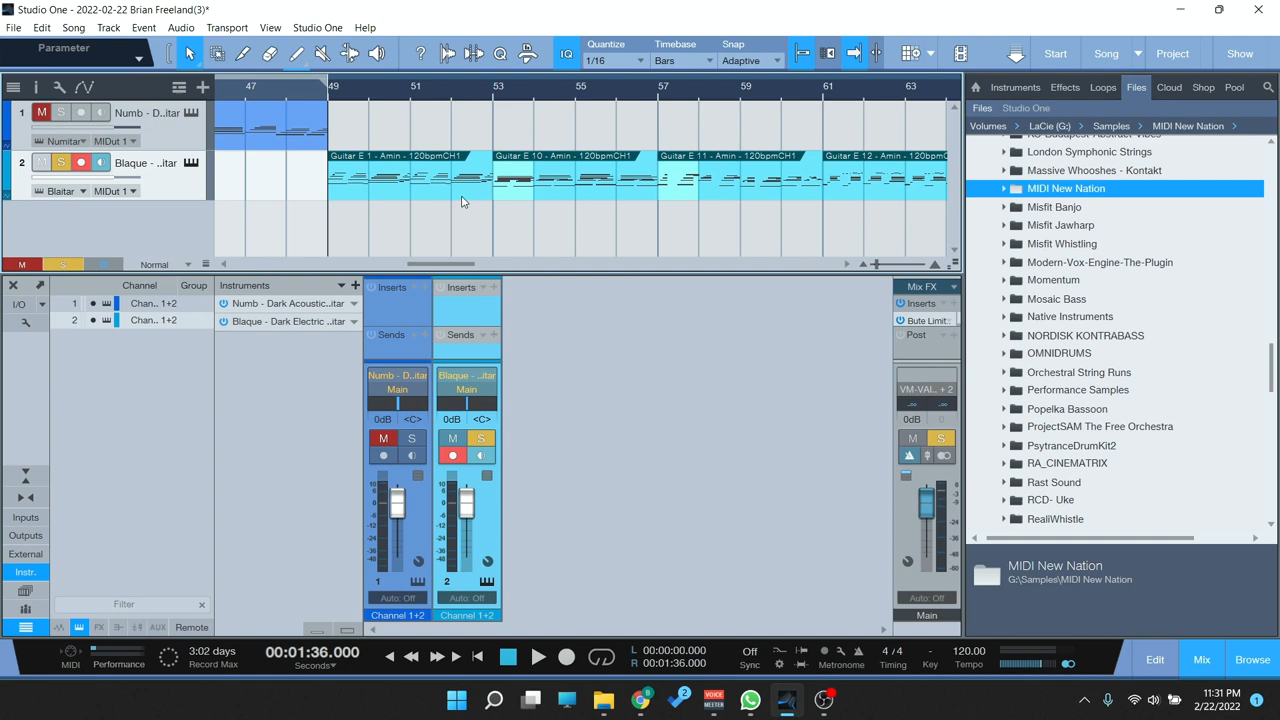 Studio One - 2022-02-22 Brian Freeland(3)*
File Edit Song Track Event Audio Transport View Studio One Help
Parameter
IQ
Quantize Timebase Snap
1/16 Bars Adaptive
Start Song Project Show
47 49 51 53 55 57 59 61 63
1 M S Numb - D..itar
Numitar MIDut 1
2 M S Blaque - ..itar
Blaitar MIDut 1
Guitar E 1 - Amin - 120bpmCH1 Guitar E 10 - Amin - 120bpmCH1 Guitar E 11 - Amin - 120bpmCH1 Guitar E 12 - Amin - 120bpmC
M S Normal
Instruments Effects Loops Files Cloud Shop Pool
Files Studio One
Volumes LaCie (G:) Samples MIDI New Nation
London Symphonic Strings
Massive Whooshes - Kontakt
MIDI New Nation
Misfit Banjo
Misfit Jawharp
Misfit Whistling
Modern-Vox-Engine-The-Plugin
Momentum
Mosaic Bass
Native Instruments
NORDISK KONTRABASS
OMNIDRUMS
Orchestral String Runs
Performance Samples
Popelka Bassoon
ProjectSAM The Free Orchestra
PsytranceDrumKit2
RA_CINEMATRIX
Rast Sound
RCD- Uke
RealiWhistle
MIDI New Nation
G:\Samples\MIDI New Nation
Channel Group Instruments
I/O
1 Chan.. 1+2 Numb - Dark Acoustic..itar
2 Chan.. 1+2 Blaque - Dark Electric ..itar
Inputs
Outputs
External
Instr.
Filter
FX AUX Remote
Inserts Inserts
Sends Sends
Numb - D..itar Blaque - ..itar
Main Main
0dB <C> 0dB <C>
M S M S
1 2
Auto: Off Auto: Off
Channel 1+2 Channel 1+2
Mix FX
Inserts
Bute Limit..
Post
VM-VAI.. + 2
0dB 0
M S
Auto: Off
Main
MIDI Performance
3:02 days
Record Max
00:01:36.000
Seconds
L 00:00:00.000
R 00:01:36.000
Off
Sync
Metronome
4 / 4
Timing
-
Key
120.00
Tempo
Edit Mix Browse
VOICE
MEETER
11:31 PM
2/22/2022